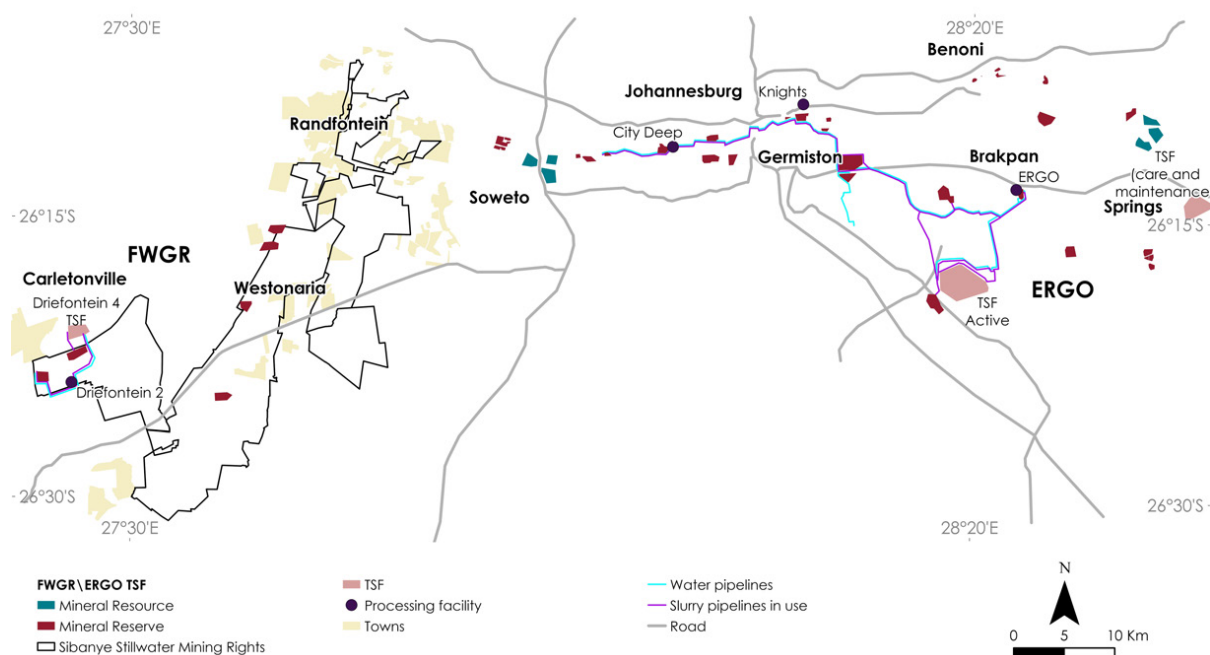 27°30'E
28°20'E
Benoni
Johannesburg
Knights
Randfontein
City Deep
Germiston
Brakpan
TSF
(care and
maintenance)
ERGO
Soweto
Springs
26°15'S
26°15'S
FWGR
Carletonville
Westonaria
ERGO
Driefontein 4
TSF
TSF
Active
Driefontein 2
26°30'S
26°30'S
27°30'E
28°20'E
FWGR\ERGO TSF
Mineral Resource
Mineral Reserve
Sibanye Stillwater Mining Rights
TSF
Processing facility
Towns
Water pipelines
Slurry pipelines in use
Road
N
0 5 10 Km